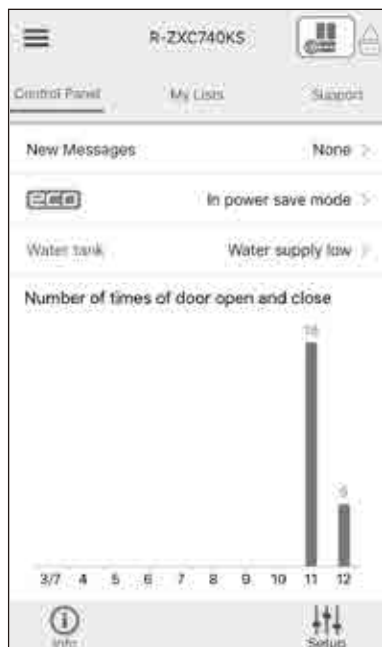 R-ZXC740KS
Control Panel My Lists Support
New Messages None
eco In power save mode
Water tank Water supply low
Number of times of door open and close
3/7 4 5 6 7 8 9 10 11 12
Info Setup